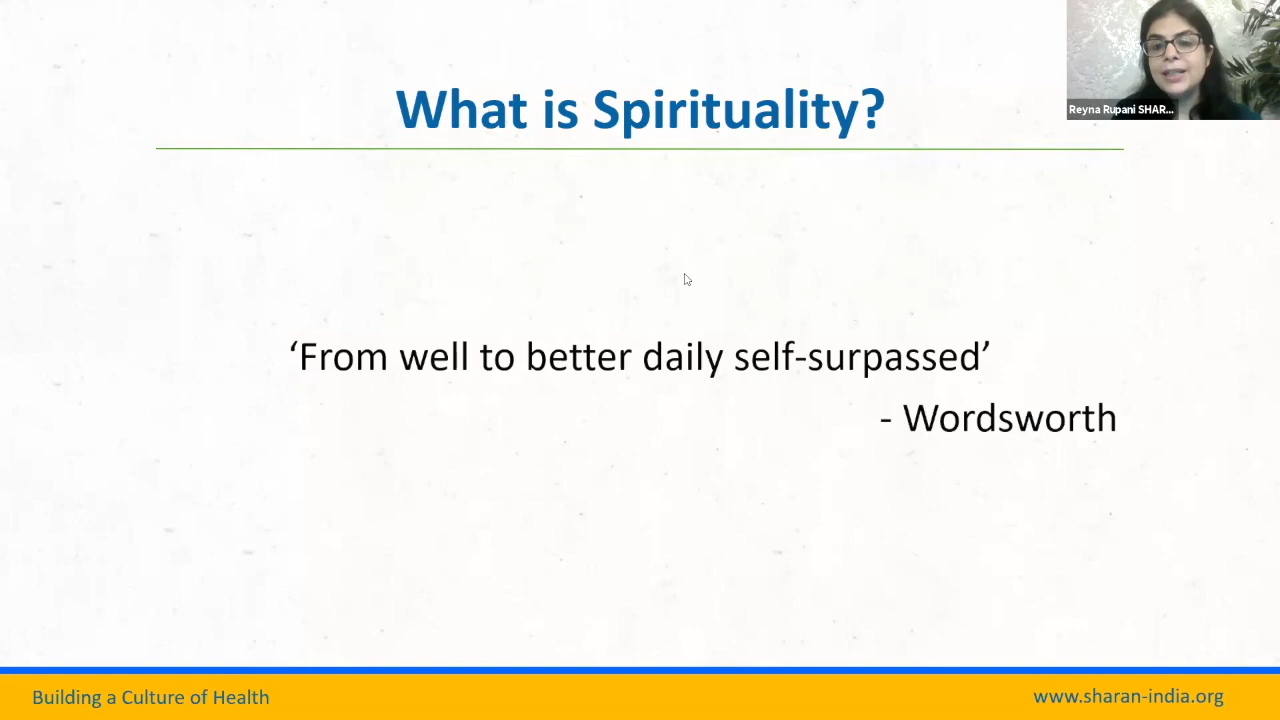 What is Spirituality?
Reyna Rupani SHAR...
‘From well to better daily self-surpassed’
- Wordsworth
Building a Culture of Health
www.sharan-india.org